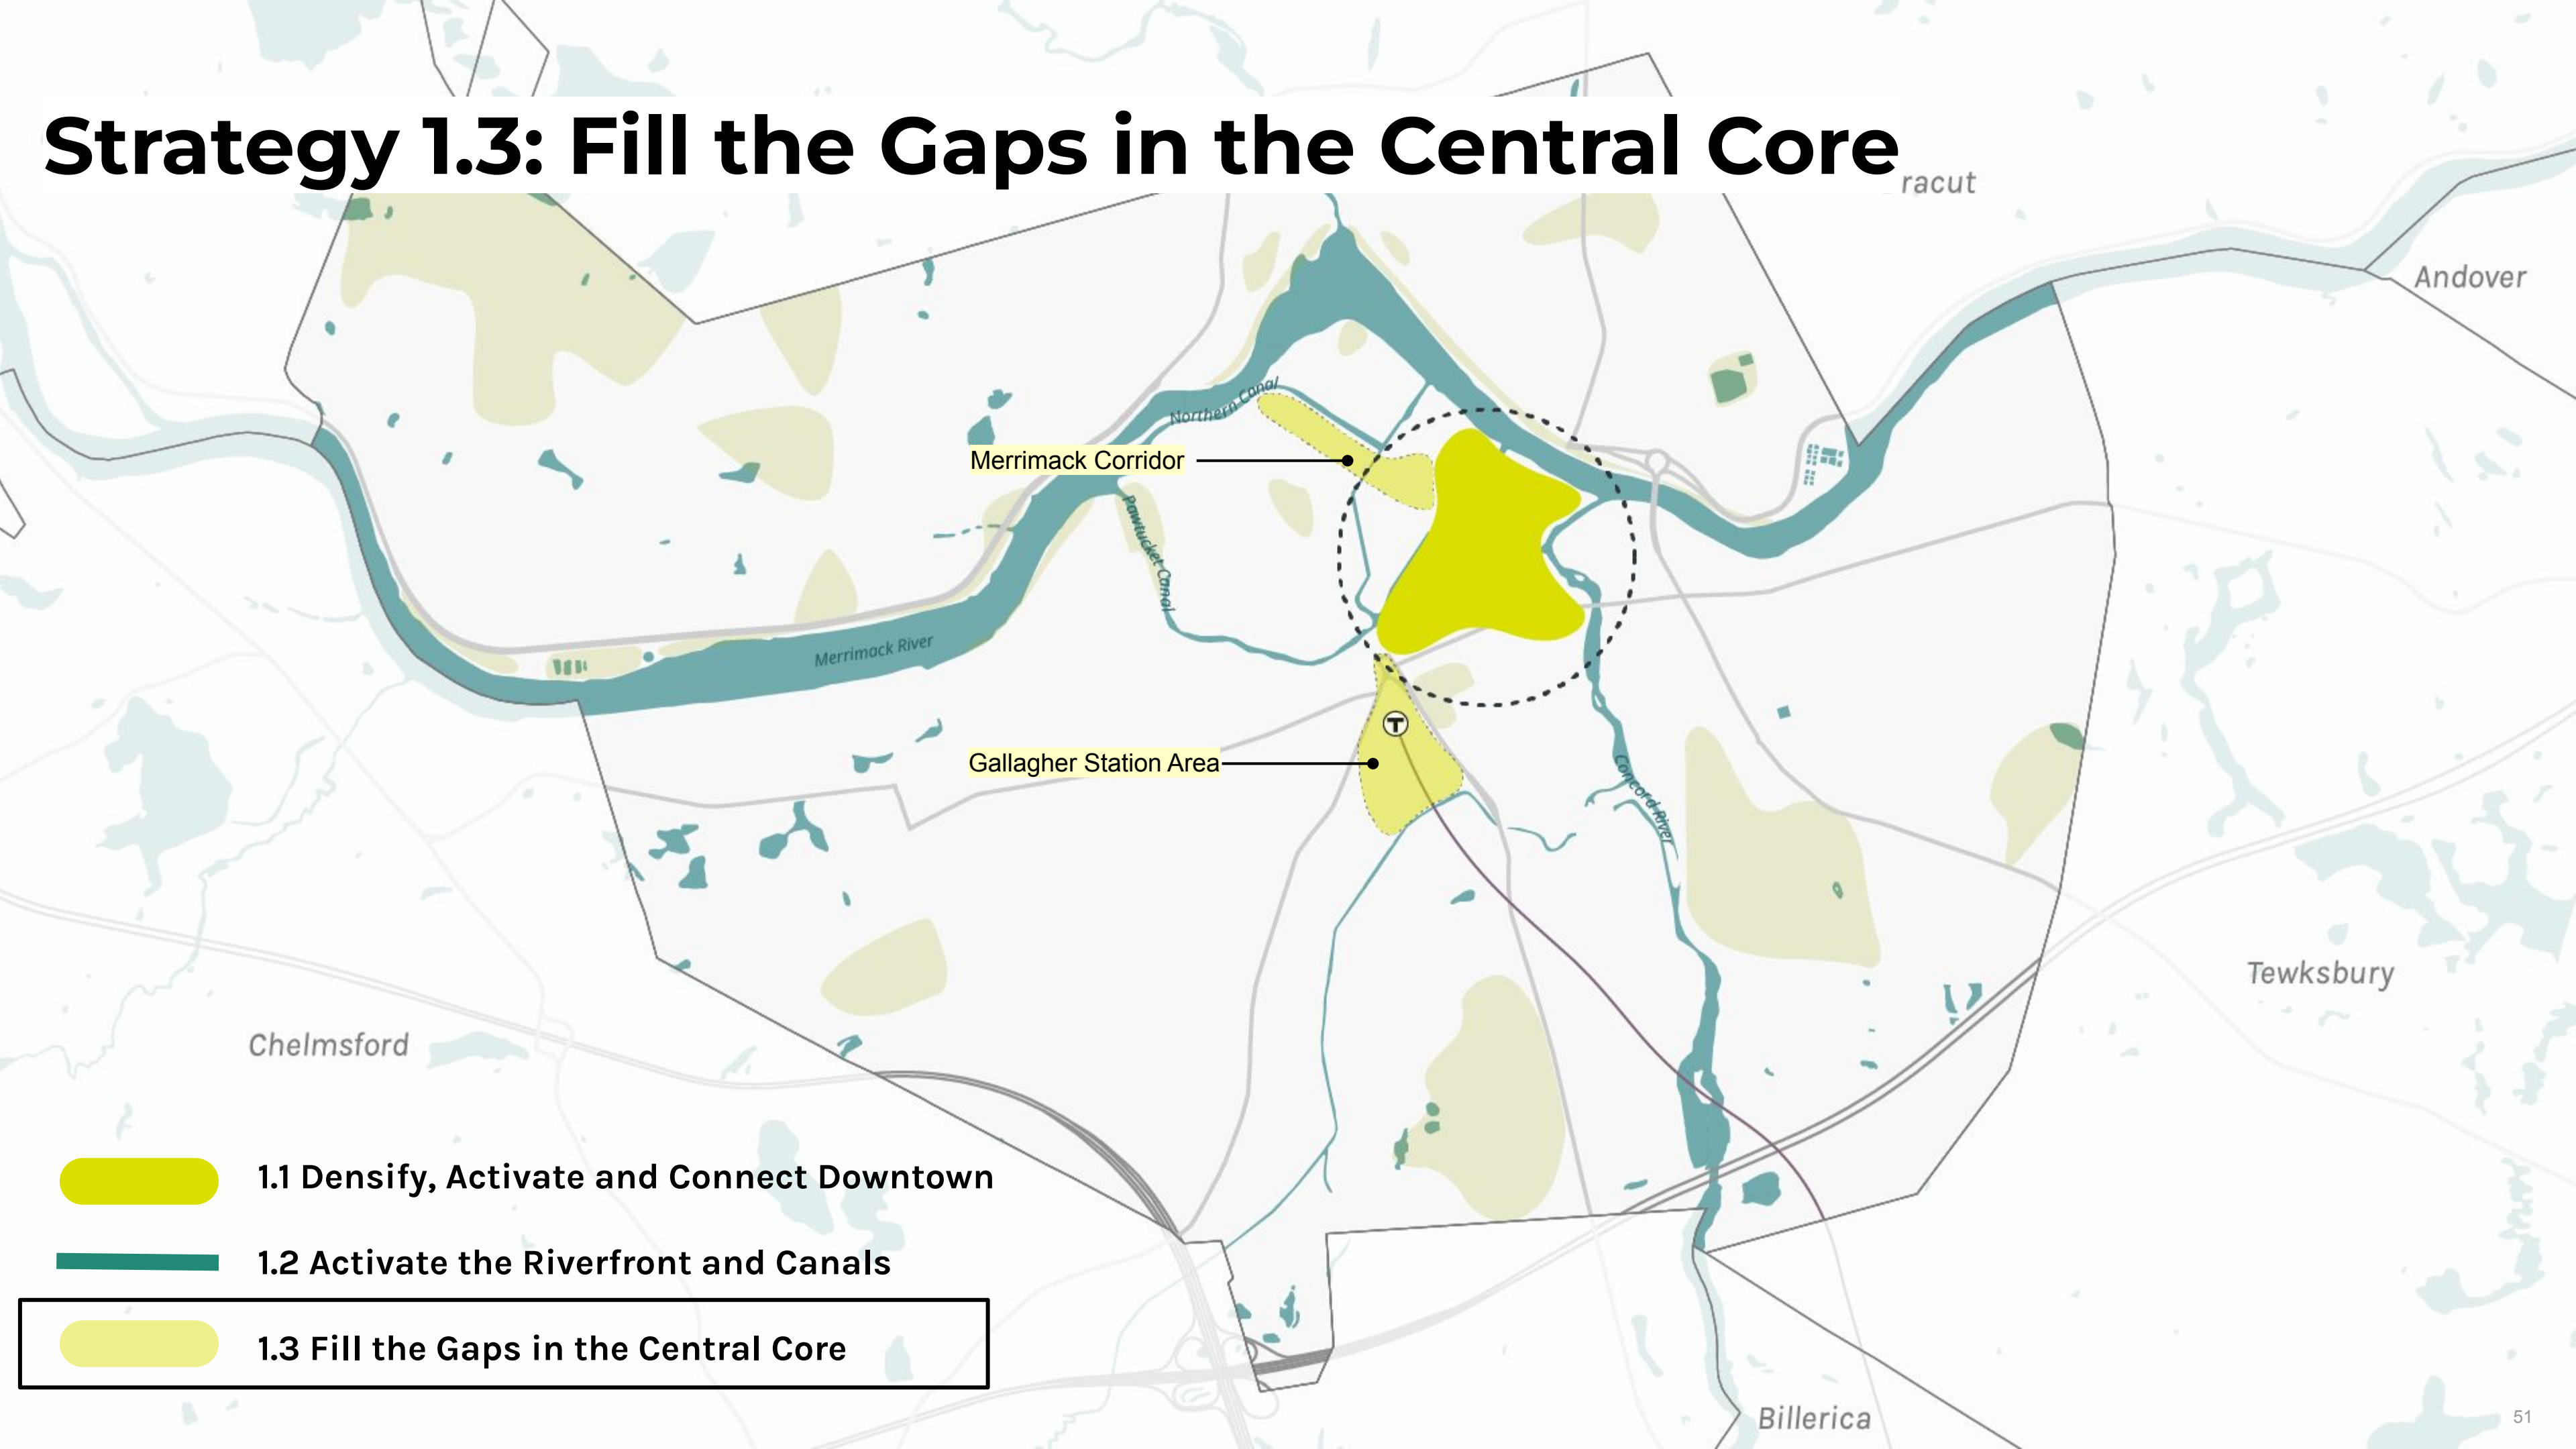 Strategy 1.3: Fill the Gaps in the Central Core
racut
Andover
Northern Canal
Merrimack Corridor
Pawtucket Canal
Merrimack River
T
Gallagher Station Area
Concord River
Tewksbury
Chelmsford
1.1 Densify, Activate and Connect Downtown
1.2 Activate the Riverfront and Canals
1.3 Fill the Gaps in the Central Core
Billerica
51